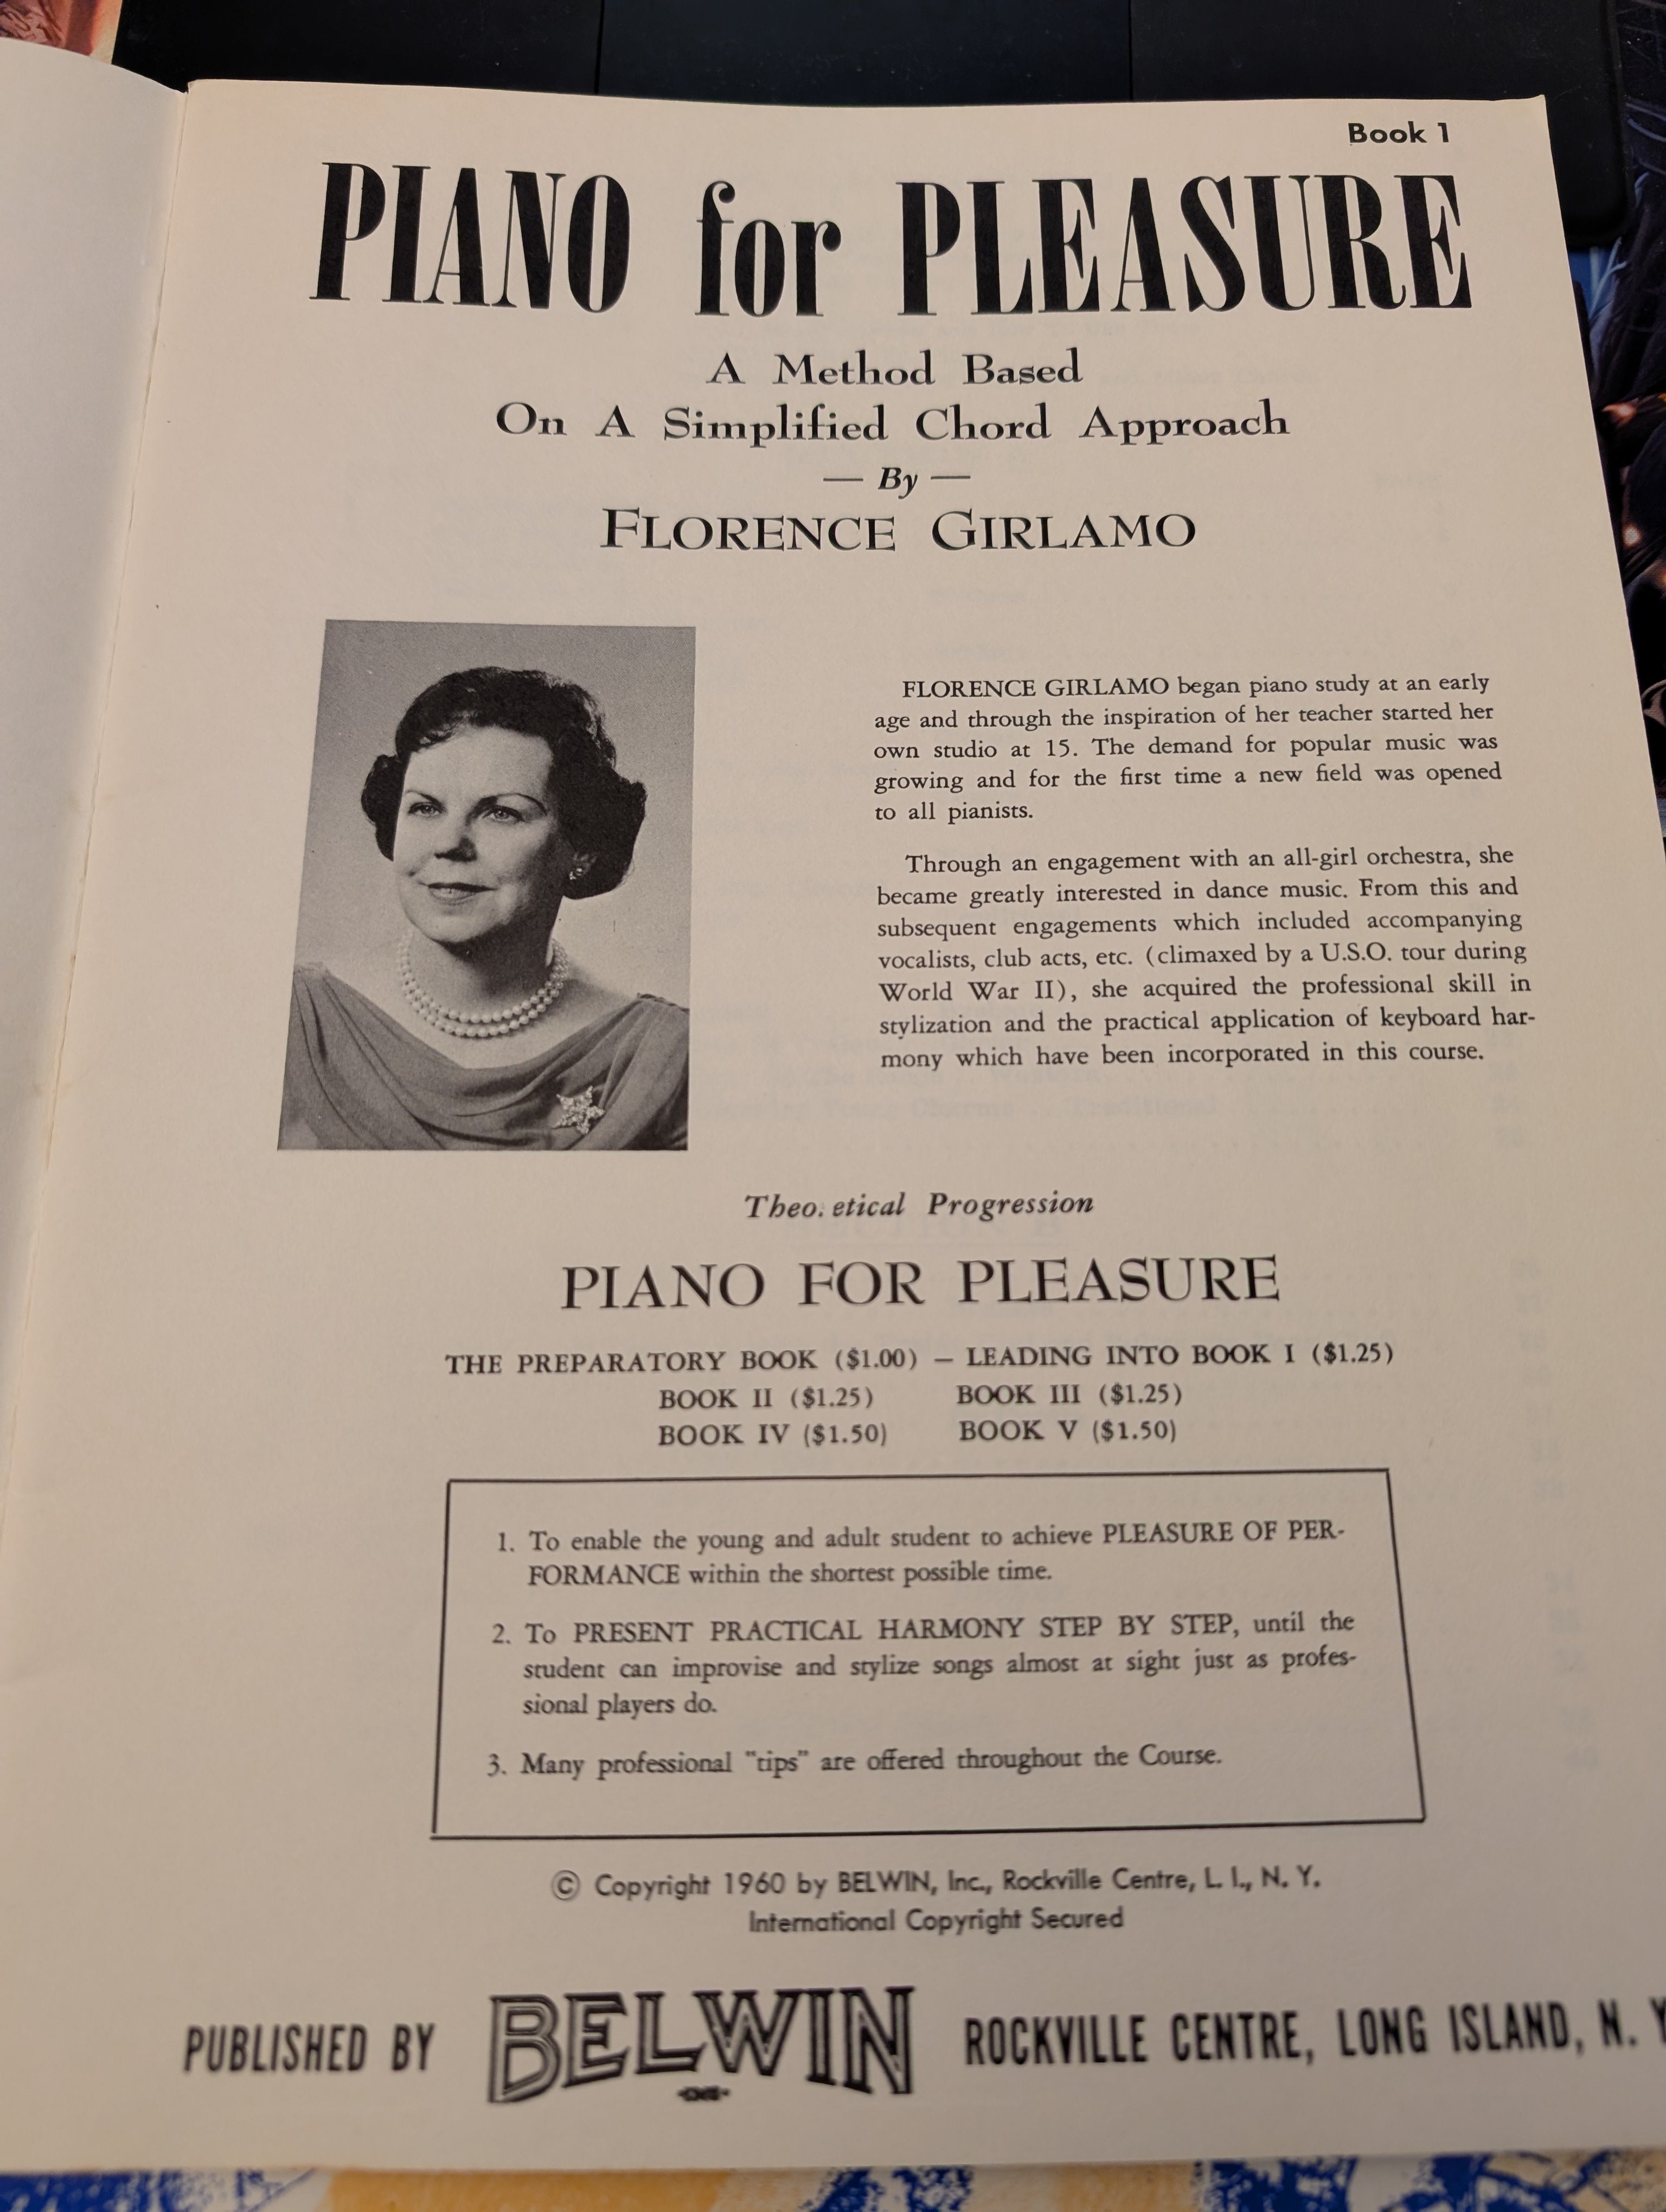 Book 1
PIANO for PLEASURE
A Method Based
On A Simplified Chord Approach
— By —
FLORENCE GIRLAMO
FLORENCE GIRLAMO began piano study at an early
age and through the inspiration of her teacher started her
own studio at 15. The demand for popular music was
growing and for the first time a new field was opened
to all pianists.
Through an engagement with an all-girl orchestra, she
became greatly interested in dance music. From this and
subsequent engagements which included accompanying
vocalists, club acts, etc. (climaxed by a U.S.O. tour during
World War II), she acquired the professional skill in
stylization and the practical application of keyboard har-
mony which have been incorporated in this course.
Theo. etical Progression
PIANO FOR PLEASURE
THE PREPARATORY BOOK ($1.00) — LEADING INTO BOOK I ($1.25)
BOOK II ($1.25) BOOK III ($1.25)
BOOK IV ($1.50) BOOK V ($1.50)
1. To enable the young and adult student to achieve PLEASURE OF PER-
FORMANCE within the shortest possible time.
2. To PRESENT PRACTICAL HARMONY STEP BY STEP, until the
student can improvise and stylize songs almost at sight just as profes-
sional players do.
3. Many professional "tips" are offered throughout the Course.
© Copyright 1960 by BELWIN, Inc., Rockville Centre, L. I., N. Y.
International Copyright Secured
PUBLISHED BY BELWIN INC. ROCKVILLE CENTRE, LONG ISLAND, N. Y